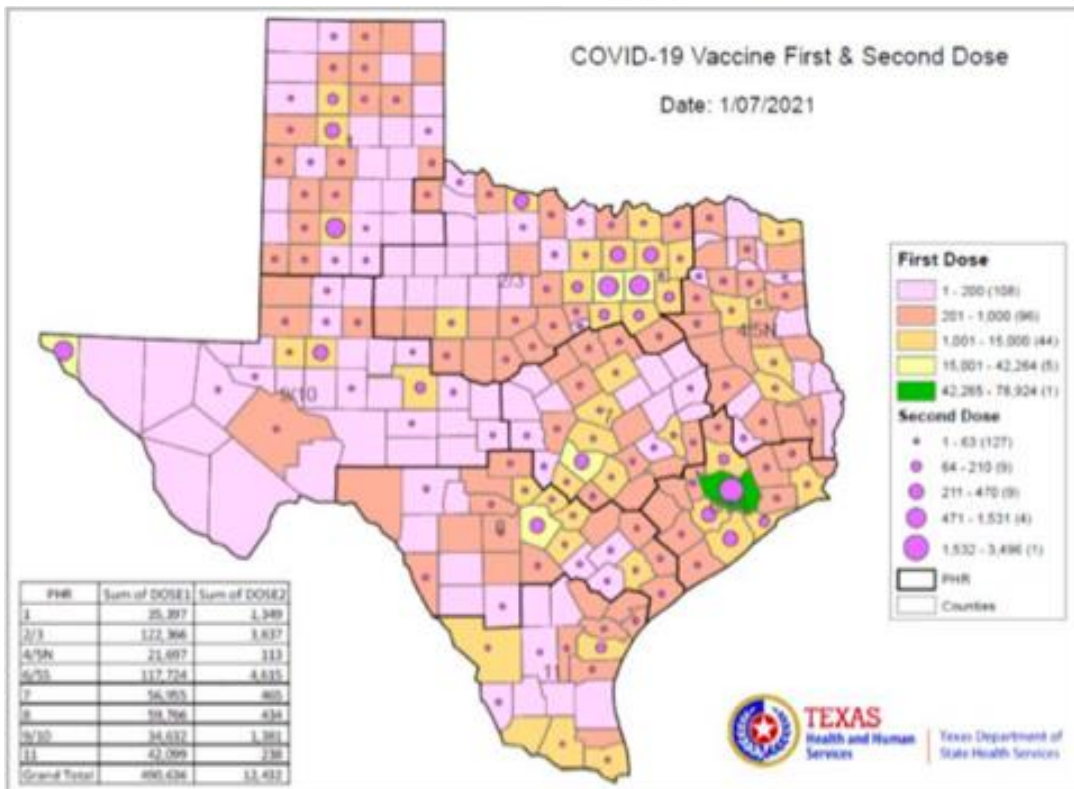 COVID-19 Vaccine First & Second Dose
Date: 1/07/2021
2/3
4/5N
9/10
7
8
11
First Dose
1 - 200 (108)
201 - 1,000 (96)
1,001 - 15,000 (44)
15,001 - 42,264 (5)
42,265 - 78,924 (1)
Second Dose
1 - 63 (127)
64 - 210 (9)
211 - 470 (9)
471 - 1,531 (4)
1,532 - 3,496 (1)
PHR
Counties
PHR Sum of DOSE1 Sum of DOSE2
1 35,397 1,349
2/3 122,366 3,837
4/5N 21,697 113
6/5S 117,724 4,615
7 56,955 465
8 59,766 434
9/10 34,632 1,381
11 42,099 238
Grand Total 490,636 12,432
TEXAS
Health and Human
Services
Texas Department of
State Health Services